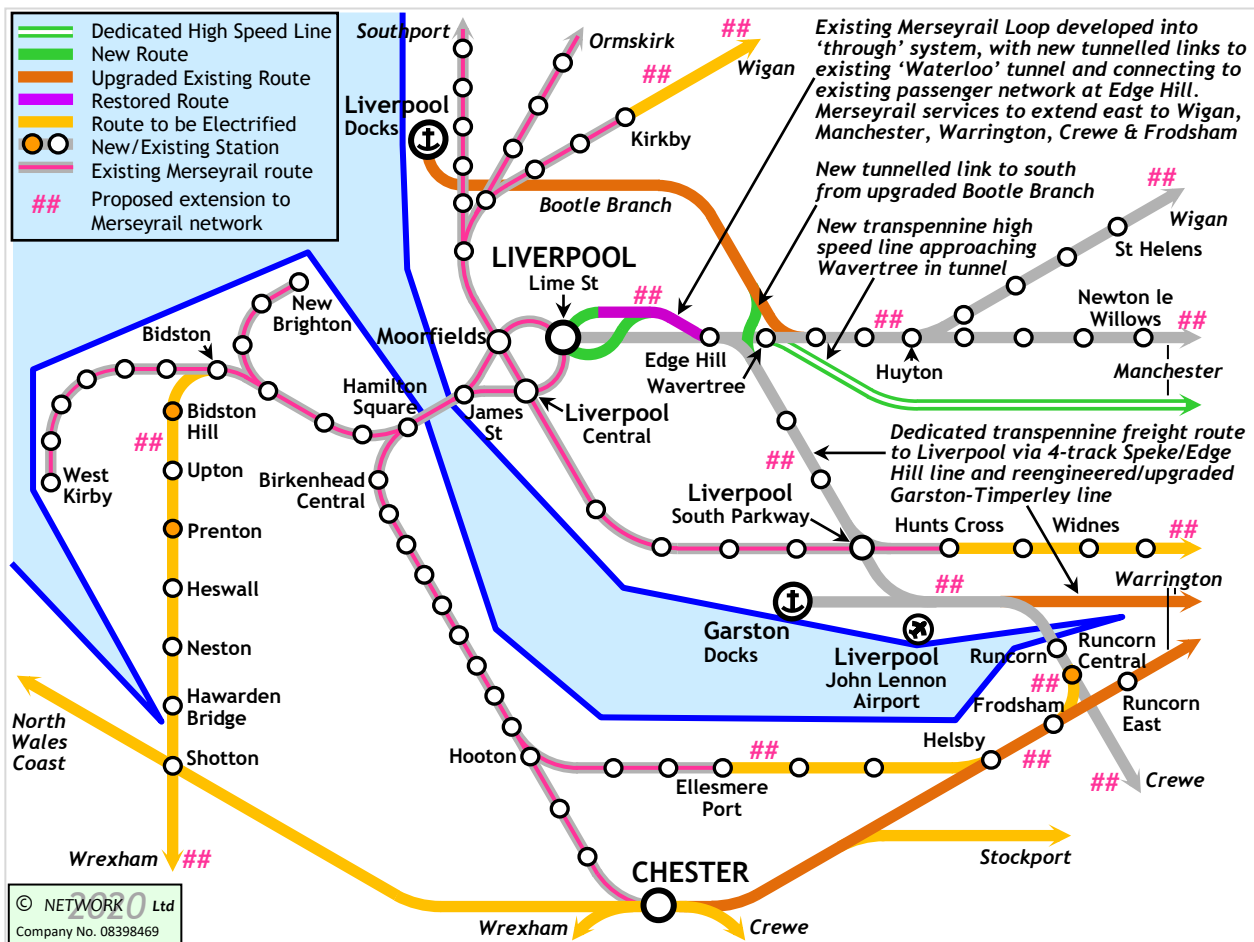 Dedicated High Speed Line
New Route
Upgraded Existing Route
Restored Route
Route to be Electrified
New/Existing Station
Existing Merseyrail route
## Proposed extension to
Merseyrail network
Southport
Ormskirk
##
##
Wigan
Liverpool
Docks
Kirkby
Bootle Branch
Existing Merseyrail Loop developed into
‘through’ system, with new tunnelled links to
existing ‘Waterloo’ tunnel and connecting to
existing passenger network at Edge Hill.
Merseyrail services to extend east to Wigan,
Manchester, Warrington, Crewe & Frodsham
New tunnelled link to south
from upgraded Bootle Branch
New transpennine high
speed line approaching
Wavertree in tunnel
##
Wigan
St Helens
LIVERPOOL
Lime St
##
##
Newton le
Willows
##
New
Brighton
Bidston
Moorfields
Edge Hill
Wavertree
Huyton
Manchester
Hamilton
Square
James
St
Liverpool
Central
Bidston
Hill
##
Upton
West
Kirby
Birkenhead
Central
##
Dedicated transpennine freight route
to Liverpool via 4-track Speke/Edge
Hill line and reengineered/upgraded
Garston-Timperley line
Liverpool
South Parkway
Hunts Cross
Widnes
##
Prenton
Heswall
##
Warrington
Garston
Docks
Liverpool
John Lennon
Airport
Runcorn
Runcorn
Central
##
Neston
Hawarden
Bridge
Frodsham
Runcorn
East
North
Wales
Coast
Shotton
Hooton
Helsby
##
##
Ellesmere
Port
##
Crewe
Wrexham
##
Stockport
CHESTER
Wrexham
Crewe
© NETWORK 2020 Ltd
Company No. 08398469